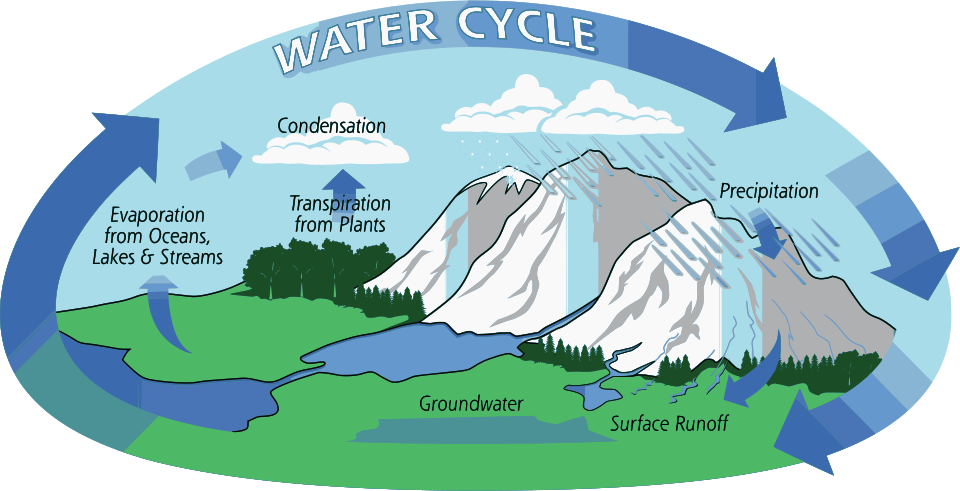 WATER CYCLE
Condensation
Precipitation
Transpiration
from Plants
Evaporation
from Oceans,
Lakes & Streams
Groundwater
Surface Runoff